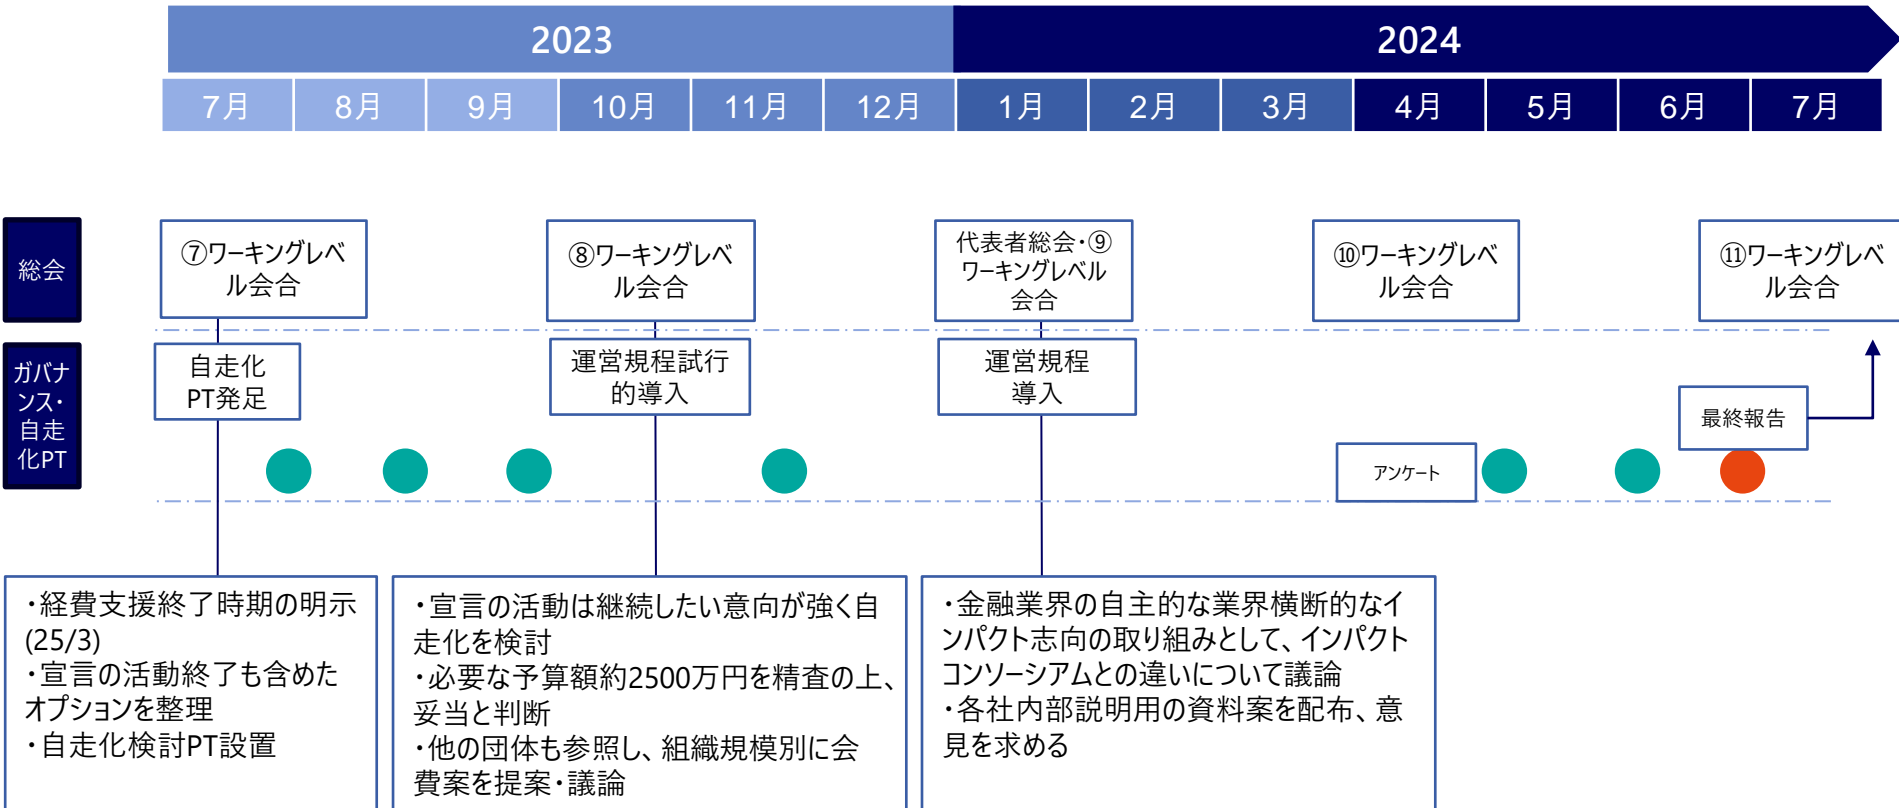 2023
2024
7月
8月
9月
10月
11月
12月
1月
2月
3月
4月
5月
6月
7月
総会
⑦ワーキングレベ
ル会合
⑧ワーキングレベ
ル会合
代表者総会・⑨
ワーキングレベル
会合
⑩ワーキングレベ
ル会合
⑪ワーキングレベ
ル会合
ガバナ
ンス・
自走
化PT
自走化
PT発足
運営規程試行
的導入
運営規程
導入
アンケート
最終報告
・経費支援終了時期の明示
(25/3)
・宣言の活動終了も含めた
オプションを整理
・自走化検討PT設置
・宣言の活動は継続したい意向が強く自
走化を検討
・必要な予算額約2500万円を精査の上、
妥当と判断
・他の団体も参照し、組織規模別に会
費案を提案・議論
・金融業界の自主的な業界横断的なイ
ンパクト志向の取り組みとして、インパクト
コンソーシアムとの違いについて議論
・各社内部説明用の資料案を配布、意
見を求める